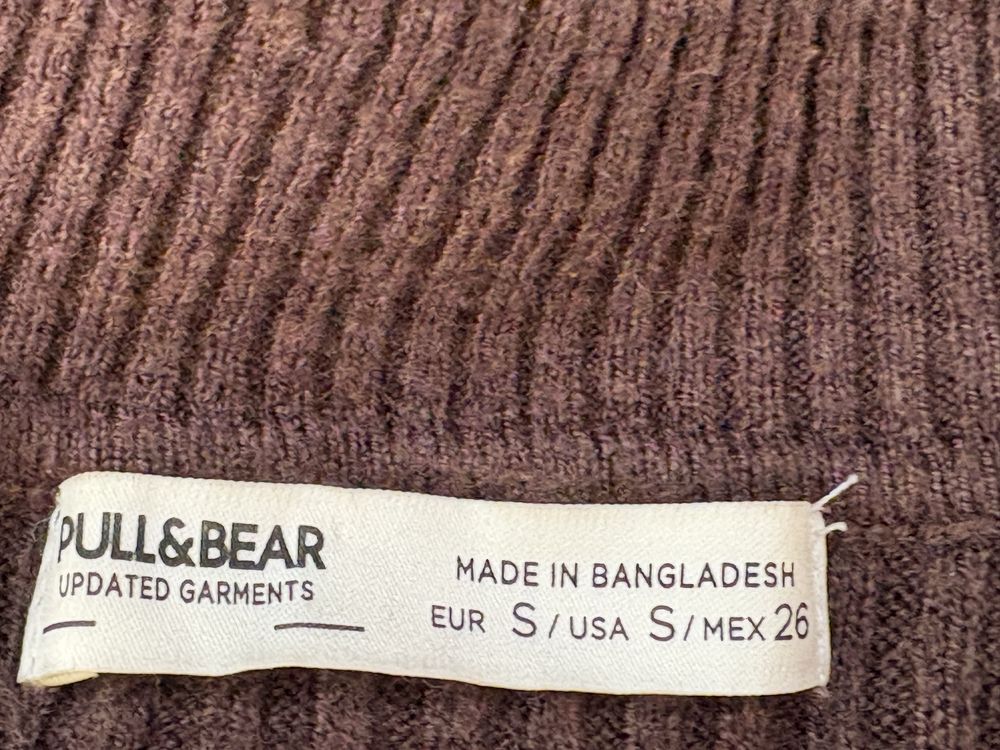 PULL&BEAR
UPDATED GARMENTS
MADE IN BANGLADESH
EUR S / USA S / MEX 26